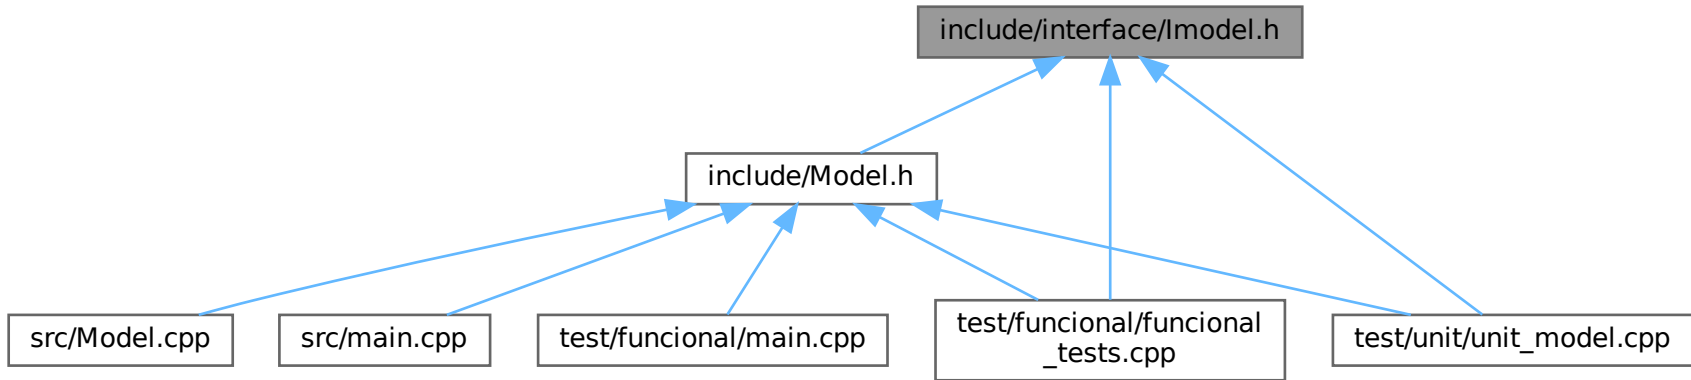 include/interface/Imodel.h
include/Model.h
src/Model.cpp
src/main.cpp
test/funcional/main.cpp
test/funcional/funcional
_tests.cpp
test/unit/unit_model.cpp